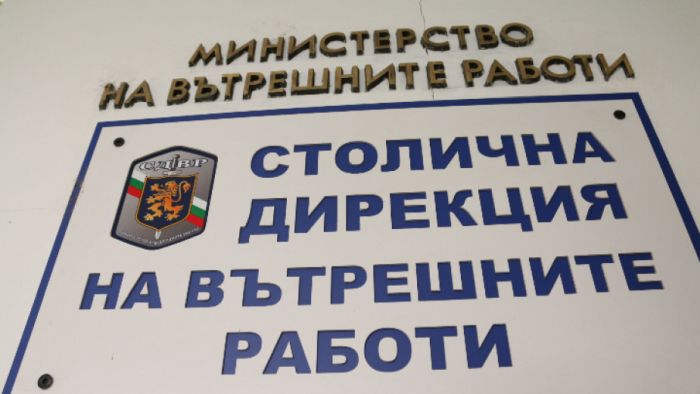 МИНИСТЕРСТВО
НА ВЪТРЕШНИТЕ РАБОТИ
СДВР
СТОЛИЧНА
ДИРЕКЦИЯ
НА ВЪТРЕШНИТЕ
РАБОТИ